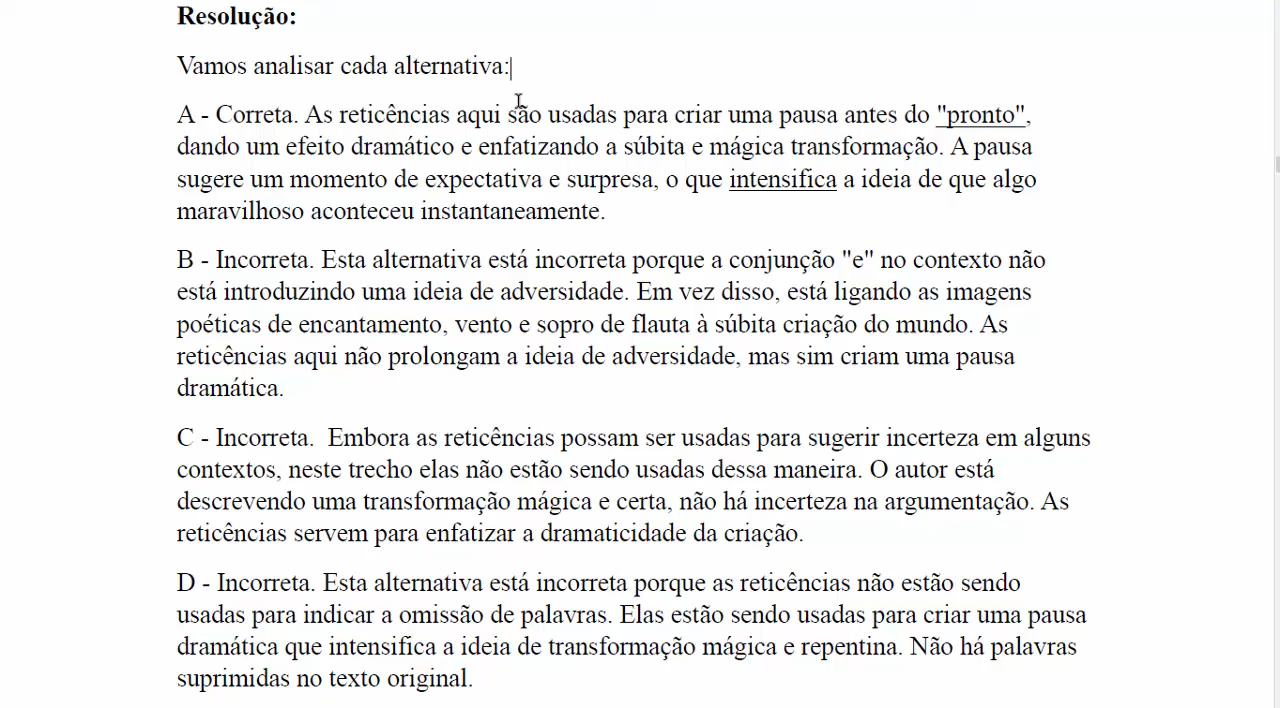 Resolução:
Vamos analisar cada alternativa:
A - Correta. As reticências aqui são usadas para criar uma pausa antes do "pronto",
dando um efeito dramático e enfatizando a súbita e mágica transformação. A pausa
sugere um momento de expectativa e surpresa, o que intensifica a ideia de que algo
maravilhoso aconteceu instantaneamente.
B - Incorreta. Esta alternativa está incorreta porque a conjunção "e" no contexto não
está introduzindo uma ideia de adversidade. Em vez disso, está ligando as imagens
poéticas de encantamento, vento e sopro de flauta à súbita criação do mundo. As
reticências aqui não prolongam a ideia de adversidade, mas sim criam uma pausa
dramática.
C - Incorreta.  Embora as reticências possam ser usadas para sugerir incerteza em alguns
contextos, neste trecho elas não estão sendo usadas dessa maneira. O autor está
descrevendo uma transformação mágica e certa, não há incerteza na argumentação. As
reticências servem para enfatizar a dramaticidade da criação.
D - Incorreta. Esta alternativa está incorreta porque as reticências não estão sendo
usadas para indicar a omissão de palavras. Elas estão sendo usadas para criar uma pausa
dramática que intensifica a ideia de transformação mágica e repentina. Não há palavras
suprimidas no texto original.